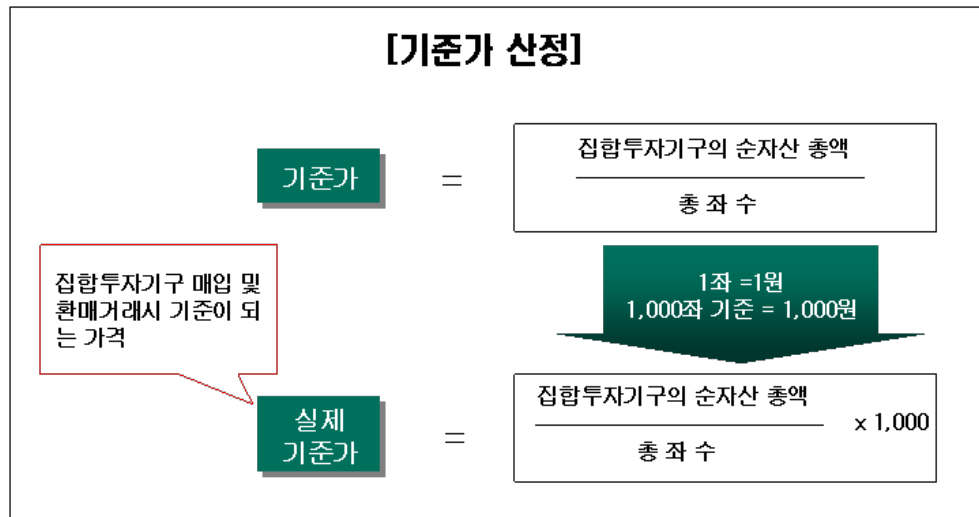 [기준가 산정]
기준가
=
집합투자기구의 순자산 총액
총 좌 수
집합투자기구 매입 및
환매거래시 기준이 되
는 가격
1좌 =1원
1,000좌 기준 = 1,000원
실제
기준가
=
집합투자기구의 순자산 총액
총 좌 수
x 1,000